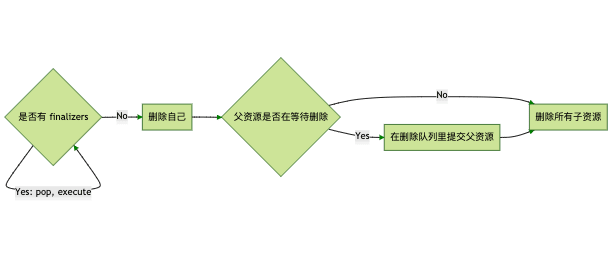 是否有 finalizers
Yes: pop, execute
No
删除自己
父资源是否在等待删除
No
Yes
在删除队列里提交父资源
删除所有子资源